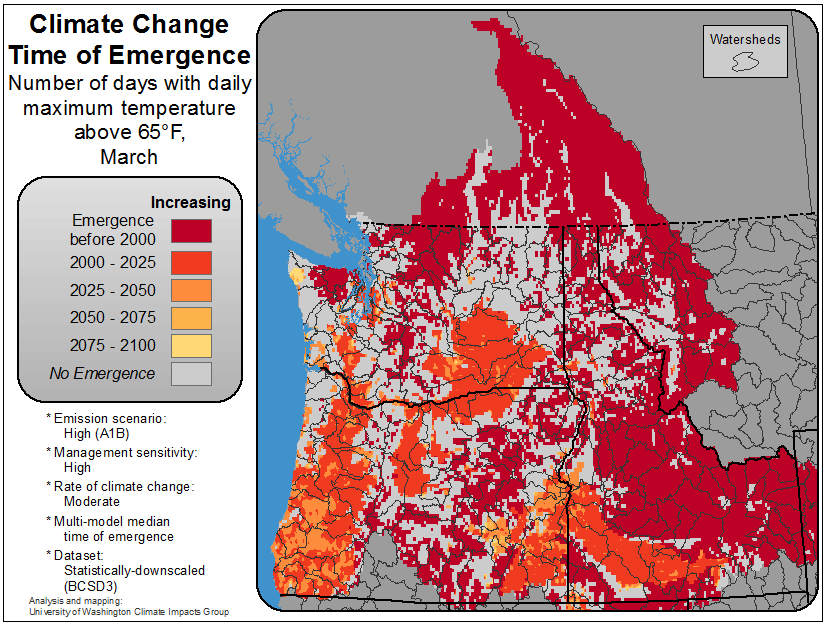 Climate Change
Time of Emergence
Number of days with daily
maximum temperature
above 65°F,
March
Increasing
Emergence
before 2000
2000 - 2025
2025 - 2050
2050 - 2075
2075 - 2100
No Emergence
* Emission scenario:
High (A1B)
* Management sensitivity:
High
* Rate of climate change:
Moderate
* Multi-model median
time of emergence
* Dataset:
Statistically-downscaled
(BCSD3)
Analysis and mapping:
University of Washington Climate Impacts Group
Watersheds